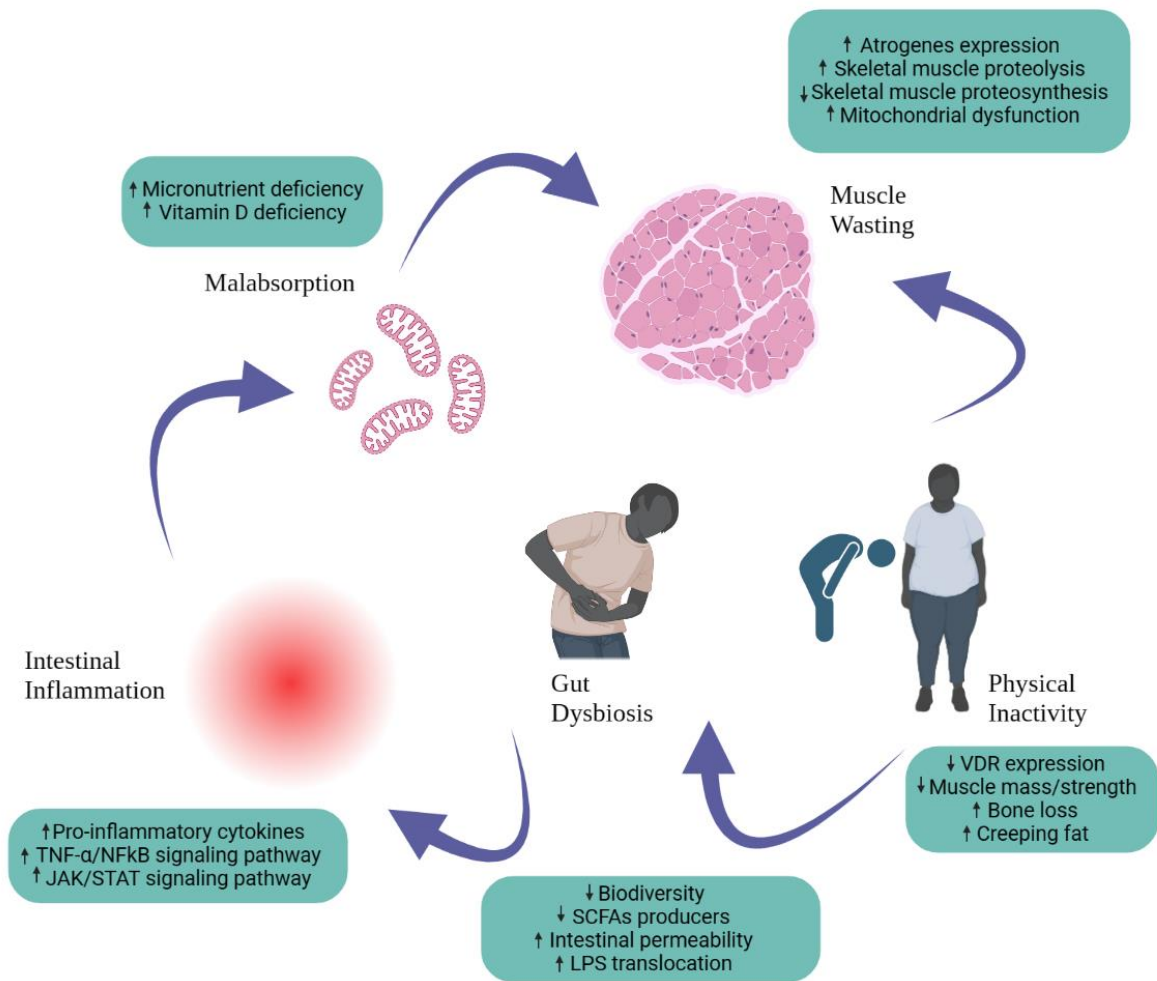 ↑ Atrogenes expression
↑ Skeletal muscle proteolysis
↓ Skeletal muscle proteosynthesis
↑ Mitochondrial dysfunction
Muscle
Wasting
↑ Micronutrient deficiency
↑ Vitamin D deficiency
Malabsorption
Intestinal
Inflammation
↑ Pro-inflammatory cytokines
↑ TNF-α/NFkB signaling pathway
↑ JAK/STAT signaling pathway
Gut
Dysbiosis
↓ Biodiversity
↓ SCFAs producers
↑ Intestinal permeability
↑ LPS translocation
Physical
Inactivity
↓ VDR expression
↓ Muscle mass/strength
↑ Bone loss
↑ Creeping fat